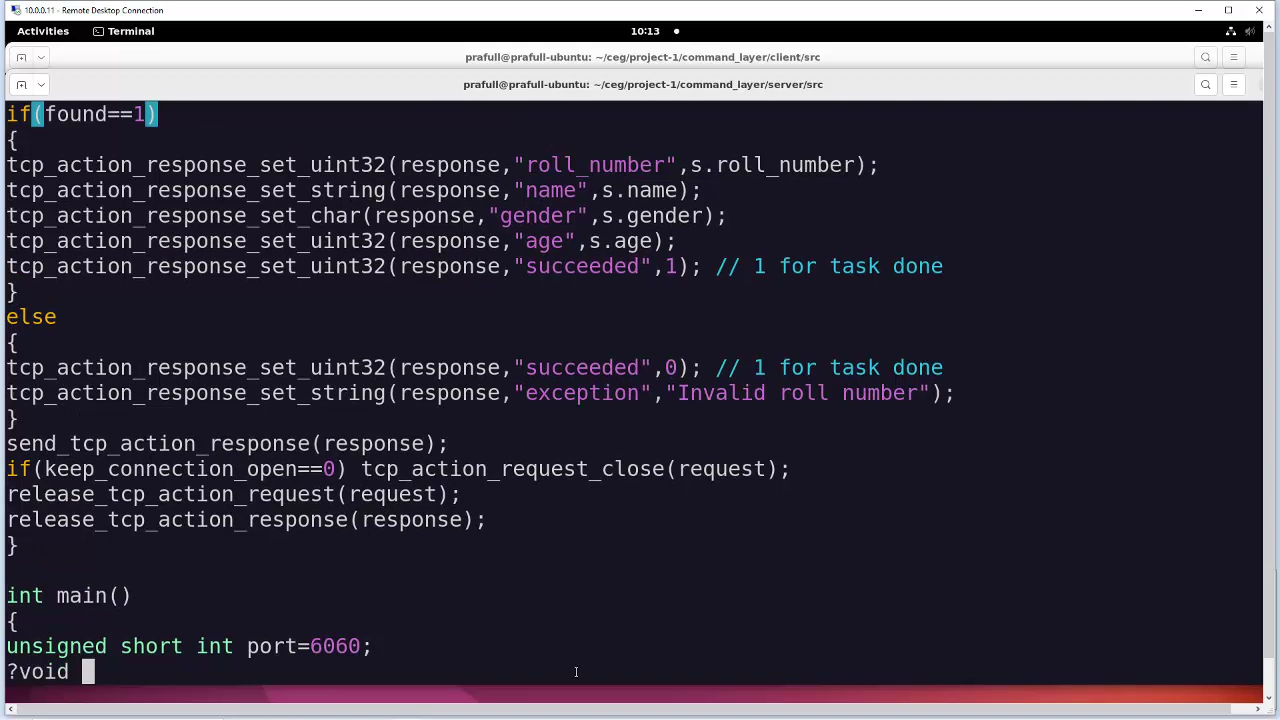 10.0.0.11 - Remote Desktop Connection
Activities Terminal 10:13
prafull@prafull-ubuntu: ~/ceg/project-1/command_layer/client/src
prafull@prafull-ubuntu: ~/ceg/project-1/command_layer/server/src
if(found==1)
{
tcp_action_response_set_uint32(response,"roll_number",s.roll_number);
tcp_action_response_set_string(response,"name",s.name);
tcp_action_response_set_char(response,"gender",s.gender);
tcp_action_response_set_uint32(response,"age",s.age);
tcp_action_response_set_uint32(response,"succeeded",1); // 1 for task done
}
else
{
tcp_action_response_set_uint32(response,"succeeded",0); // 1 for task done
tcp_action_response_set_string(response,"exception","Invalid roll number");
}
send_tcp_action_response(response);
if(keep_connection_open==0) tcp_action_request_close(request);
release_tcp_action_request(request);
release_tcp_action_response(response);
}
int main()
{
unsigned short int port=6060;
?void